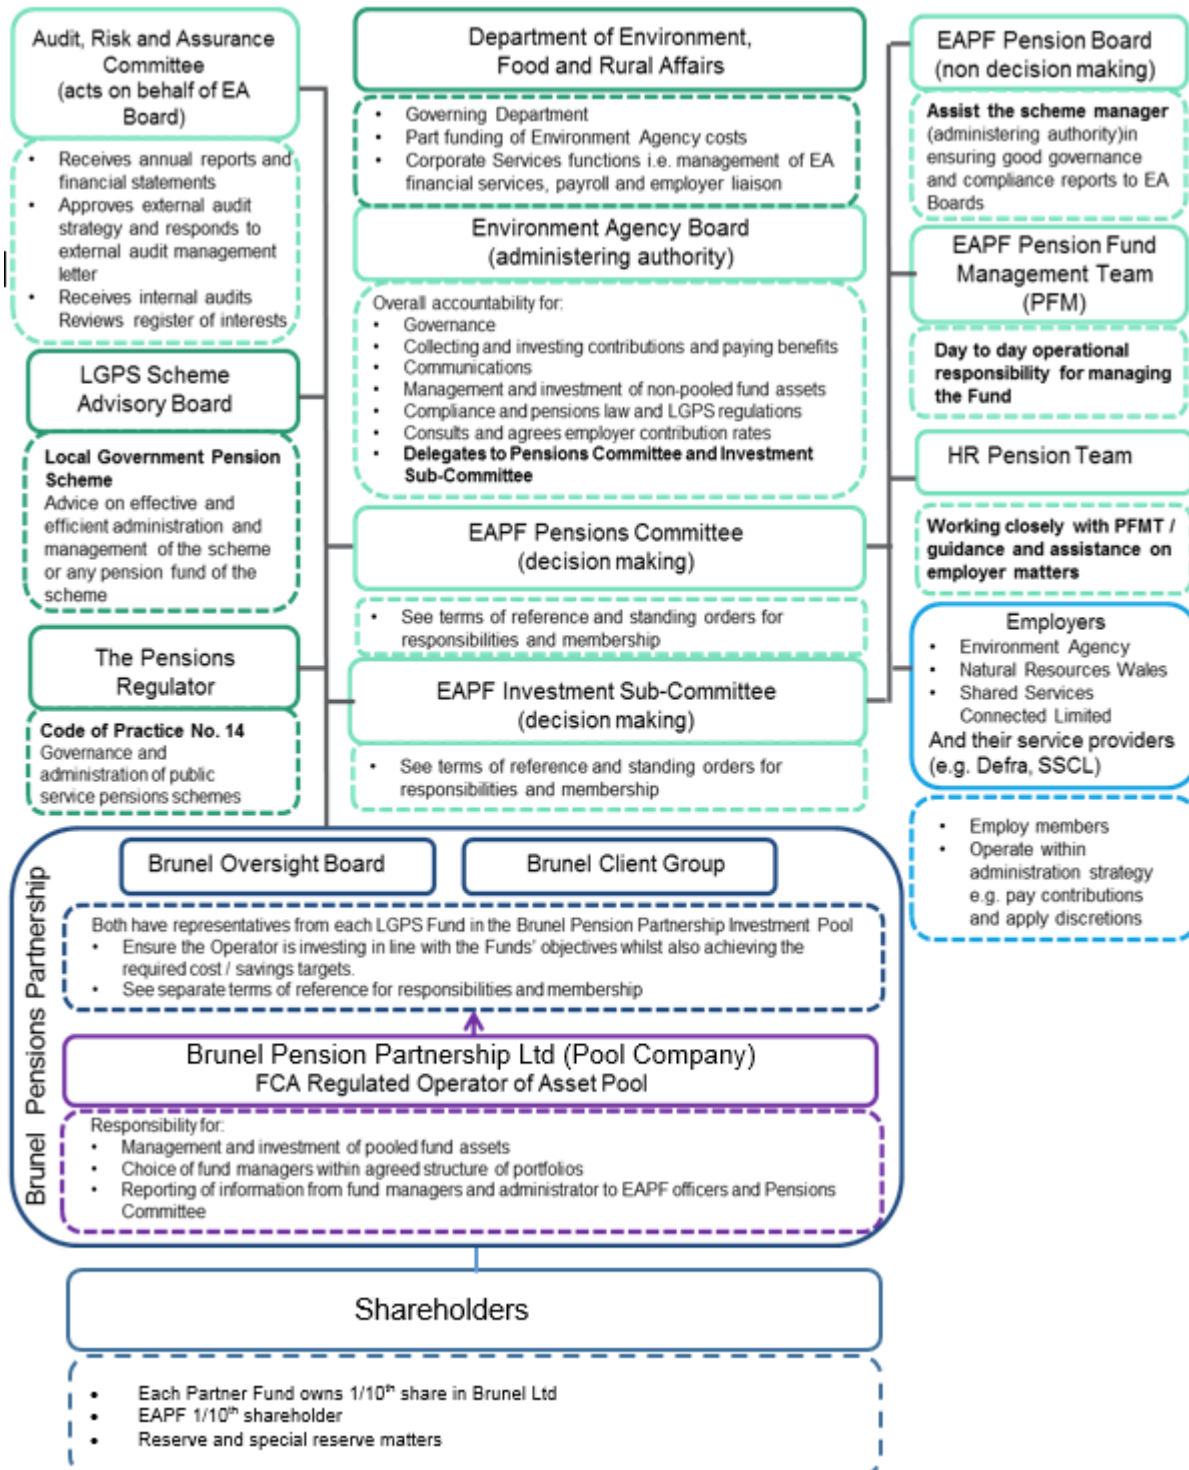 Audit, Risk and Assurance
Committee
(acts on behalf of EA
Board)
• Receives annual reports and
financial statements
• Approves external audit
strategy and responds to
external audit management
letter
• Receives internal audits
Reviews register of interests
LGPS Scheme
Advisory Board
Local Government Pension
Scheme
Advice on effective and
efficient administration and
management of the scheme
or any pension fund of the
scheme
The Pensions
Regulator
Code of Practice No. 14
Governance and
administration of public
service pensions schemes
Department of Environment,
Food and Rural Affairs
• Governing Department
• Part funding of Environment Agency costs
• Corporate Services functions i.e. management of EA
financial services, payroll and employer liaison
Environment Agency Board
(administering authority)
Overall accountability for:
• Governance
• Collecting and investing contributions and paying benefits
• Communications
• Management and investment of non-pooled fund assets
• Compliance and pensions law and LGPS regulations
• Consults and agrees employer contribution rates
• Delegates to Pensions Committee and Investment
Sub-Committee
EAPF Pensions Committee
(decision making)
• See terms of reference and standing orders for
responsibilities and membership
EAPF Investment Sub-Committee
(decision making)
• See terms of reference and standing orders for
responsibilities and membership
EAPF Pension Board
(non decision making)
Assist the scheme manager
(administering authority)in
ensuring good governance
and compliance reports to EA
Boards
EAPF Pension Fund
Management Team
(PFM)
Day to day operational
responsibility for managing
the Fund
HR Pension Team
Working closely with PFMT /
guidance and assistance on
employer matters
Employers
• Environment Agency
• Natural Resources Wales
• Shared Services
Connected Limited
And their service providers
(e.g. Defra, SSCL)
• Employ members
• Operate within
administration strategy
e.g. pay contributions
and apply discretions
Brunel Pensions Partnership
Brunel Oversight Board
Brunel Client Group
Both have representatives from each LGPS Fund in the Brunel Pension Partnership Investment Pool
• Ensure the Operator is investing in line with the Funds' objectives whilst also achieving the
required cost / savings targets.
• See separate terms of reference for responsibilities and membership
Brunel Pension Partnership Ltd (Pool Company)
FCA Regulated Operator of Asset Pool
Responsibility for:
• Management and investment of pooled fund assets
• Choice of fund managers within agreed structure of portfolios
• Reporting of information from fund managers and administrator to EAPF officers and Pensions
Committee
Shareholders
• Each Partner Fund owns 1/10th share in Brunel Ltd
• EAPF 1/10th shareholder
• Reserve and special reserve matters